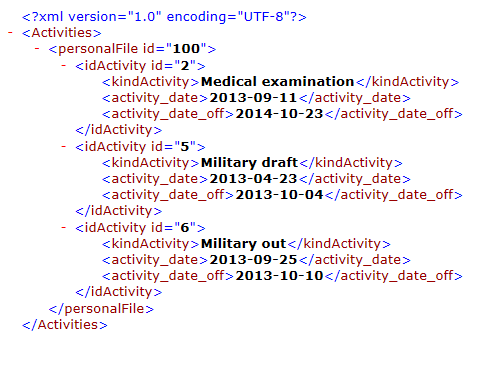 <?xml version="1.0" encoding="UTF-8"?>
- <Activities>
- <personalFile id="100">
- <idActivity id="2">
<kindActivity>Medical examination</kindActivity>
<activity_date>2013-09-11</activity_date>
<activity_date_off>2014-10-23</activity_date_off>
</idActivity>
- <idActivity id="5">
<kindActivity>Military draft</kindActivity>
<activity_date>2013-04-23</activity_date>
<activity_date_off>2013-10-04</activity_date_off>
</idActivity>
- <idActivity id="6">
<kindActivity>Military out</kindActivity>
<activity_date>2013-09-25</activity_date>
<activity_date_off>2013-10-10</activity_date_off>
</idActivity>
</personalFile>
</Activities>